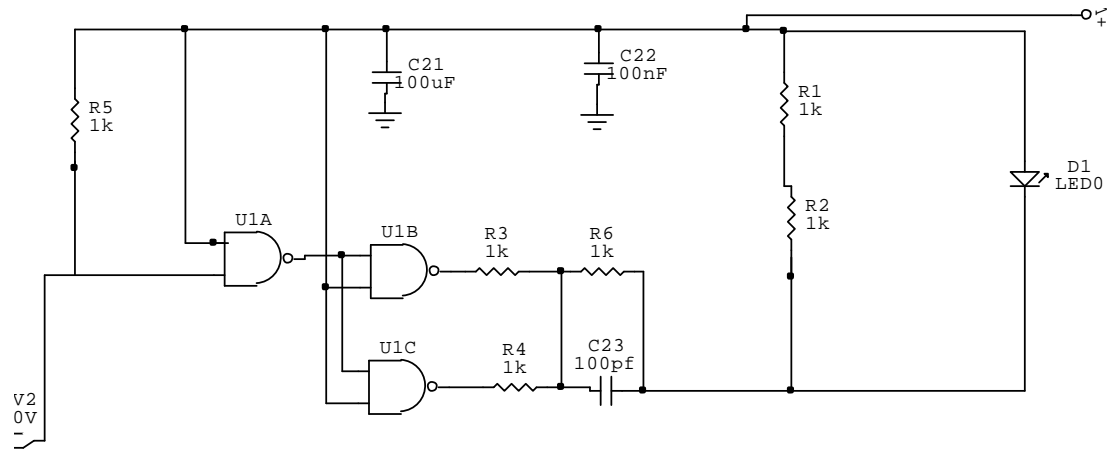 +
C21
100uF
C22
100nF
R5
1k
R1
1k
D1
LED0
R2
1k
U1A
U1B
R3
1k
R6
1k
U1C
R4
1k
C23
100pf
V2
0V